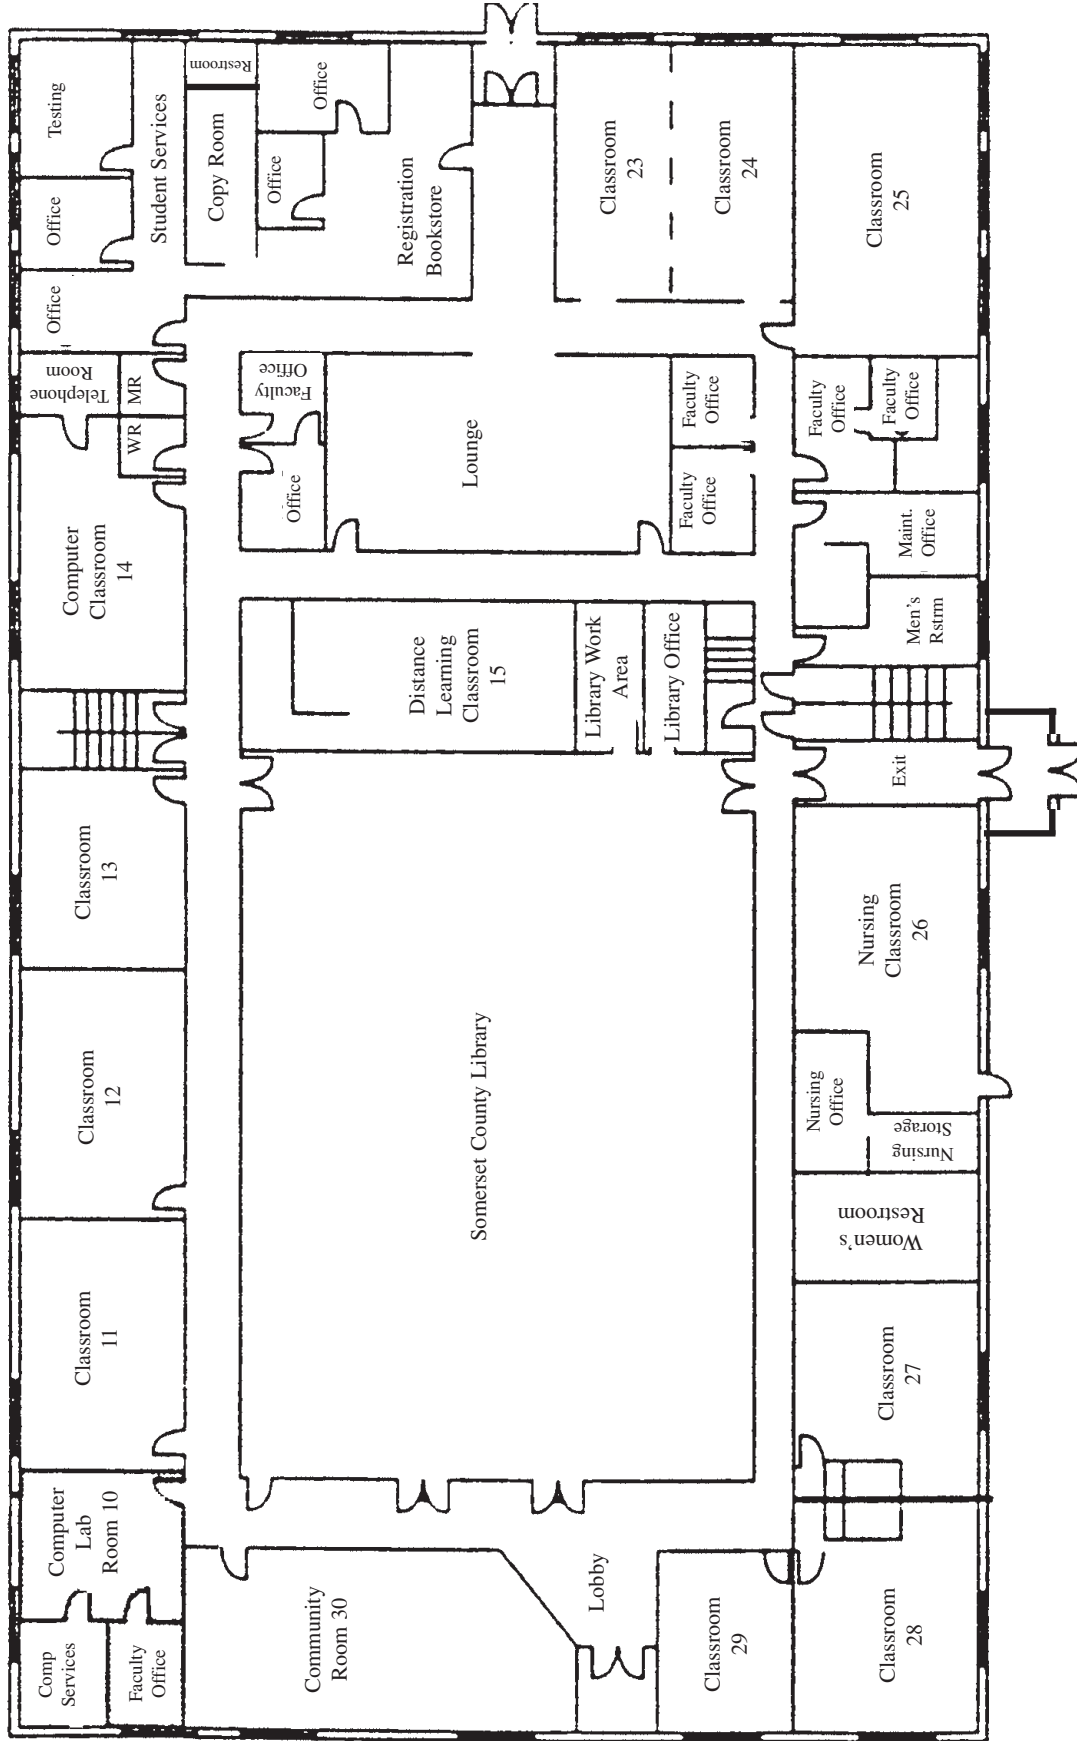 Testing
Office
Office
Student Services
Restroom
Copy Room
Office
Office
Registration
Bookstore
Classroom
23
Classroom
24
Classroom
25
Telephone
Room
MR
WR
Faculty
Office
Office
Lounge
Faculty
Office
Faculty
Office
Faculty
Office
Faculty
Office
Computer
Classroom
14
Maint.
Office
Men's
Rstrm
Distance
Learning
Classroom
15
Library Work
Area
Library Office
Exit
Classroom
13
Classroom
12
Classroom
11
Somerset County Library
Nursing
Classroom
26
Nursing
Office
Nursing
Storage
Women's
Restroom
Classroom
27
Computer
Lab
Room 10
Comp
Services
Faculty
Office
Community
Room 30
Lobby
Classroom
29
Classroom
28